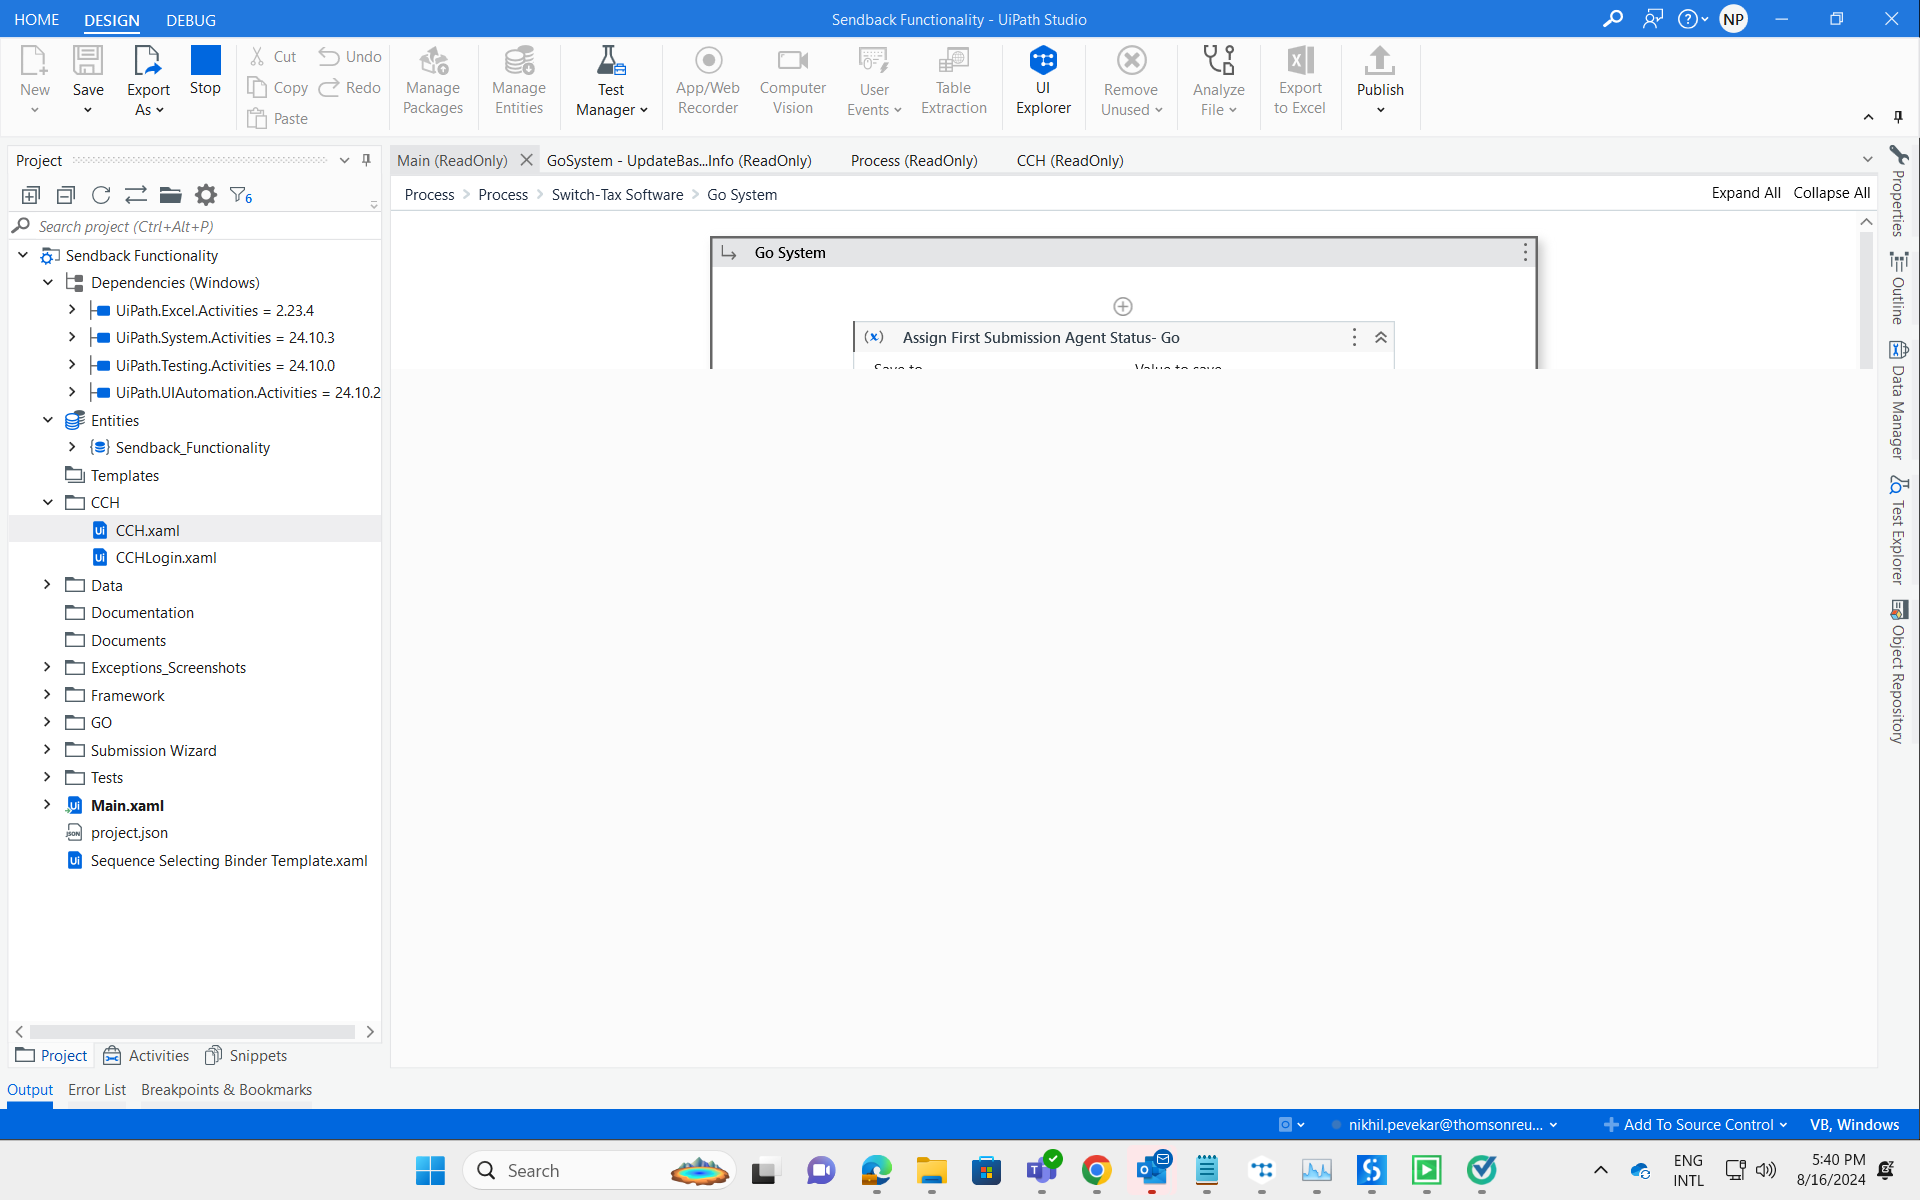 HOME DESIGN DEBUG
Sendback Functionality - UiPath Studio
NP
New
Save
Export As
Stop
Cut
Copy
Paste
Undo
Redo
Manage Packages
Manage Entities
Test Manager
App/Web Recorder
Computer Vision
User Events
Table Extraction
UI Explorer
Remove Unused
Analyze File
Export to Excel
Publish
Project
6
Search project (Ctrl+Alt+P)
Sendback Functionality
Dependencies (Windows)
UiPath.Excel.Activities = 2.23.4
UiPath.System.Activities = 24.10.3
UiPath.Testing.Activities = 24.10.0
UiPath.UIAutomation.Activities = 24.10.2
Entities
Sendback_Functionality
Templates
CCH
CCH.xaml
CCHLogin.xaml
Data
Documentation
Documents
Exceptions_Screenshots
Framework
GO
Submission Wizard
Tests
Main.xaml
project.json
Sequence Selecting Binder Template.xaml
Project Activities Snippets
Main (ReadOnly) GoSystem - UpdateBas...Info (ReadOnly) Process (ReadOnly) CCH (ReadOnly)
Process > Process > Switch-Tax Software > Go System
Expand All Collapse All
Go System
Assign First Submission Agent Status- Go
Save to Value to save
Properties
Outline
Data Manager
Test Explorer
Object Repository
Output Error List Breakpoints & Bookmarks
nikhil.pevekar@thomsonreu... Add To Source Control VB, Windows
Search
ENG
INTL
5:40 PM
8/16/2024